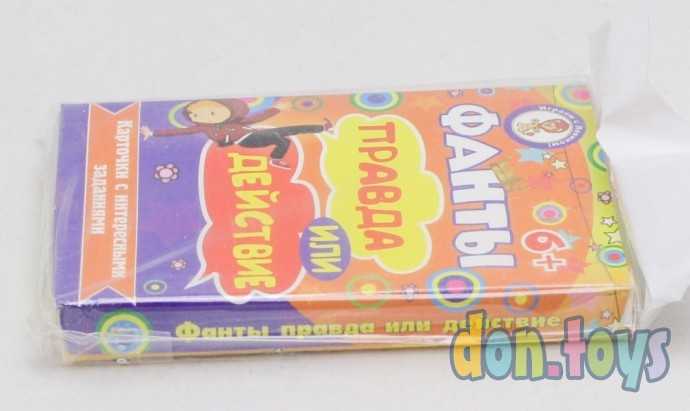 ФАНТЫ
6+
ПРАВДА
ИЛИ
ДЕЙСТВИЕ
Карточки с интересными
заданиями
Фанты правда или действие
don.toys